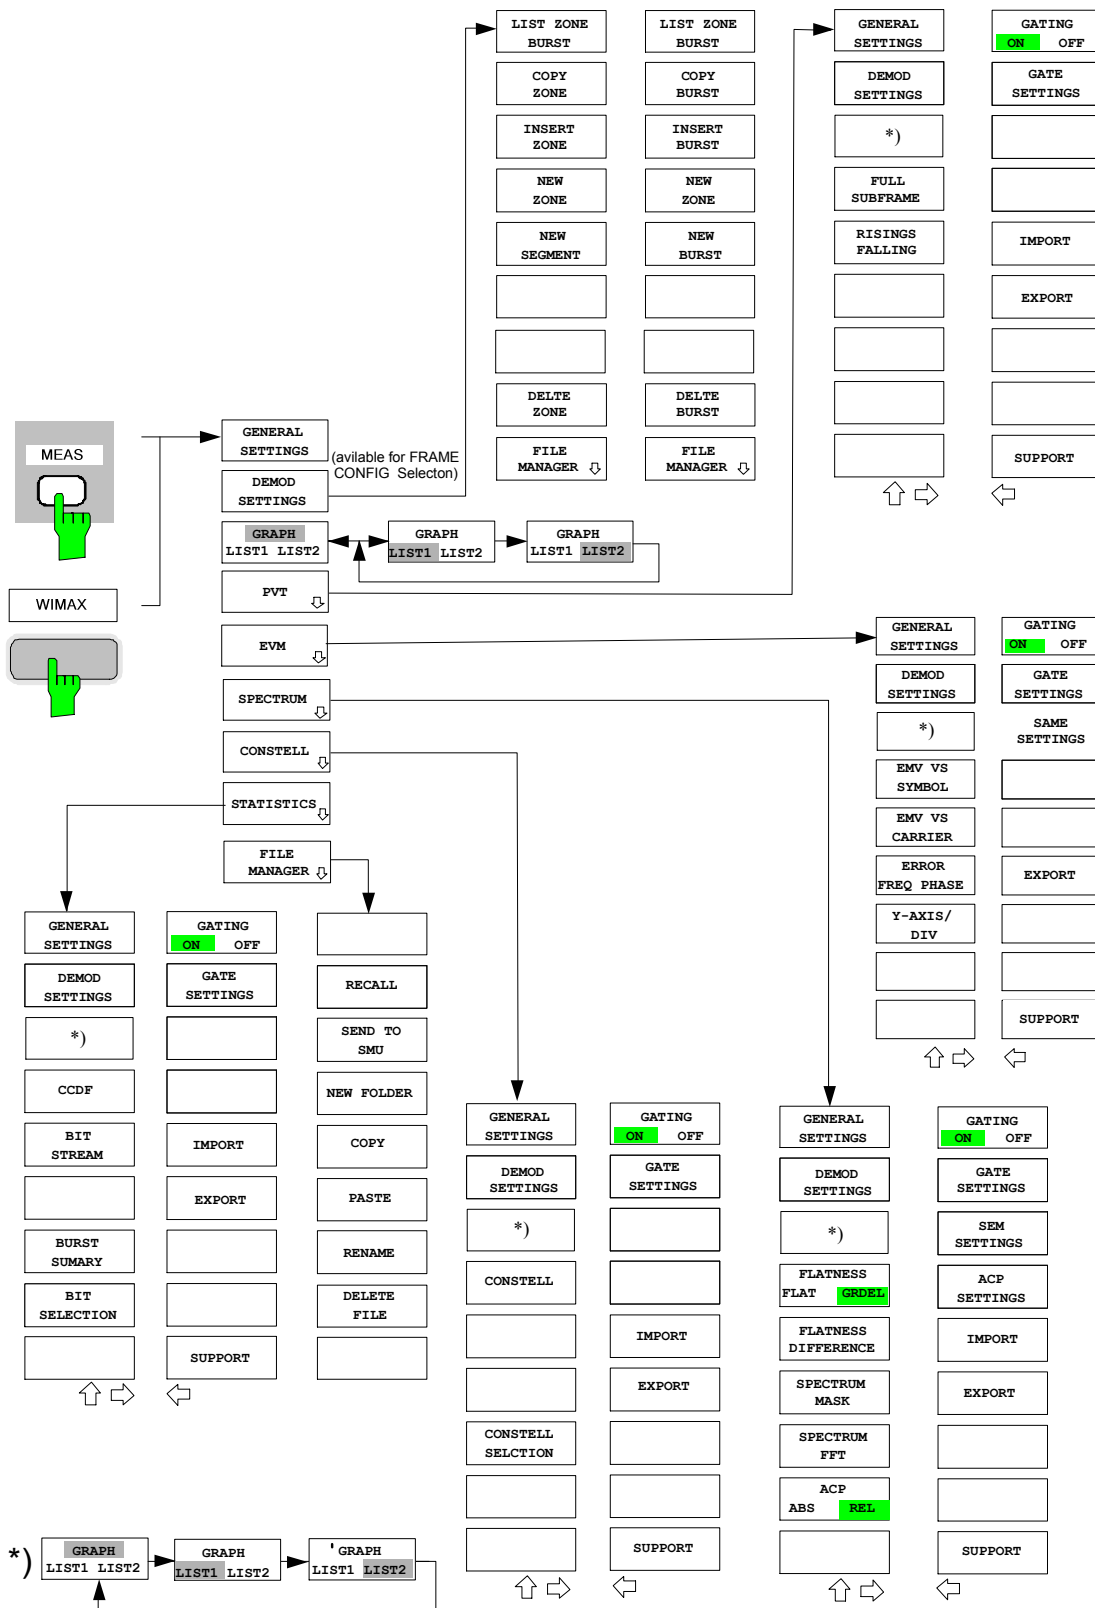 LIST ZONE
BURST
COPY
ZONE
INSERT
ZONE
NEW
ZONE
NEW
SEGMENT
DELTE
ZONE
FILE
MANAGER
LIST ZONE
BURST
COPY
BURST
INSERT
BURST
NEW
ZONE
NEW
BURST
DELTE
BURST
FILE
MANAGER
GENERAL
SETTINGS
DEMOD
SETTINGS
*)
FULL
SUBFRAME
RISINGS
FALLING
GATING
ON OFF
GATE
SETTINGS
IMPORT
EXPORT
SUPPORT
MEAS
WIMAX
GENERAL
SETTINGS
(avilable for FRAME
CONFIG Selecton)
DEMOD
SETTINGS
GRAPH
LIST1 LIST2
GRAPH
LIST1 LIST2
GRAPH
LIST1 LIST2
PVT
EVM
SPECTRUM
CONSTELL
STATISTICS
FILE
MANAGER
GENERAL
SETTINGS
DEMOD
SETTINGS
*)
EMV VS
SYMBOL
EMV VS
CARRIER
ERROR
FREQ PHASE
Y-AXIS/
DIV
GATING
ON OFF
GATE
SETTINGS
SAME
SETTINGS
EXPORT
SUPPORT
GENERAL
SETTINGS
DEMOD
SETTINGS
*)
CCDF
BIT
STREAM
BURST
SUMARY
BIT
SELECTION
GATING
ON OFF
GATE
SETTINGS
IMPORT
EXPORT
SUPPORT
RECALL
SEND TO
SMU
NEW FOLDER
COPY
PASTE
RENAME
DELETE
FILE
GENERAL
SETTINGS
DEMOD
SETTINGS
*)
CONSTELL
CONSTELL
SELCTION
GATING
ON OFF
GATE
SETTINGS
IMPORT
EXPORT
SUPPORT
GENERAL
SETTINGS
DEMOD
SETTINGS
*)
FLATNESS
FLAT GRDEL
FLATNESS
DIFFERENCE
SPECTRUM
MASK
SPECTRUM
FFT
ACP
ABS REL
GATING
ON OFF
GATE
SETTINGS
SEM
SETTINGS
ACP
SETTINGS
IMPORT
EXPORT
SUPPORT
*)
GRAPH
LIST1 LIST2
GRAPH
LIST1 LIST2
'GRAPH
LIST1 LIST2